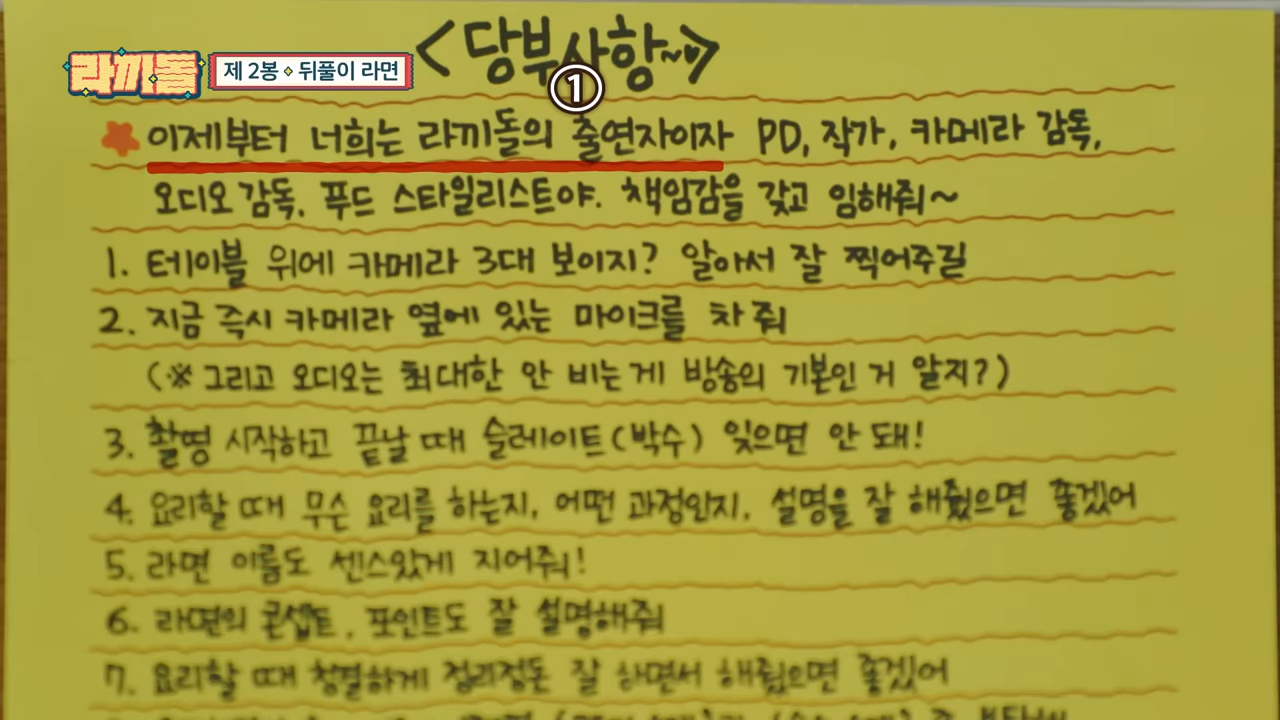 라끼돌
제 2봉 뒤풀이 라면
<당부사항~♥>
①
이제부터 너희는 라끼돌의 출연자이자 PD, 작가, 카메라 감독,
오디오 감독, 푸드 스타일리스트야. 책임감을 갖고 임해줘~
1. 테이블 위에 카메라 3대 보이지? 알아서 잘 찍어주길
2. 지금 즉시 카메라 옆에 있는 마이크를 차 줘
(※ 그리고 오디오는 최대한 안 비는 게 방송의 기본인 거 알지?)
3. 촬영 시작하고 끝날 때 슬레이트(박수) 잊으면 안 돼!
4. 요리할 때 무슨 요리를 하는지, 어떤 과정인지, 설명을 잘 해줬으면 좋겠어
5. 라면 이름도 센스있게 지어줘!
6. 라면의 콘셉트, 포인트도 잘 설명해줘
7. 요리할 때 청결하게 정리정돈 잘 하면서 해줬으면 좋겠어